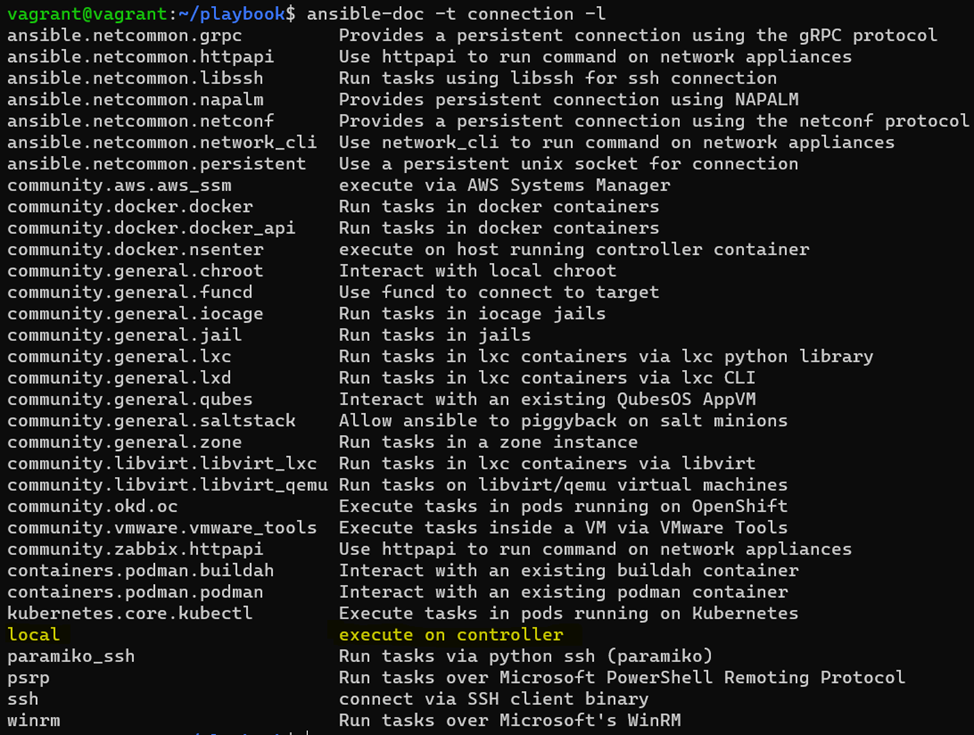 vagrant@vagrant:~/playbook$ ansible-doc -t connection -l
ansible.netcommon.grpc Provides a persistent connection using the gRPC protocol
ansible.netcommon.httpapi Use httpapi to run command on network appliances
ansible.netcommon.libssh Run tasks using libssh for ssh connection
ansible.netcommon.napalm Provides persistent connection using NAPALM
ansible.netcommon.netconf Provides a persistent connection using the netconf protocol
ansible.netcommon.network_cli Use network_cli to run command on network appliances
ansible.netcommon.persistent Use a persistent unix socket for connection
community.aws.aws_ssm execute via AWS Systems Manager
community.docker.docker Run tasks in docker containers
community.docker.docker_api Run tasks in docker containers
community.docker.nsenter execute on host running controller container
community.general.chroot Interact with local chroot
community.general.funcd Use funcd to connect to target
community.general.iocage Run tasks in iocage jails
community.general.jail Run tasks in jails
community.general.lxc Run tasks in lxc containers via lxc python library
community.general.lxd Run tasks in lxc containers via lxc CLI
community.general.qubes Interact with an existing QubesOS AppVM
community.general.saltstack Allow ansible to piggyback on salt minions
community.general.zone Run tasks in a zone instance
community.libvirt.libvirt_lxc Run tasks in lxc containers via libvirt
community.libvirt.libvirt_qemu Run tasks on libvirt/qemu virtual machines
community.okd.oc Execute tasks in pods running on OpenShift
community.vmware.vmware_tools Execute tasks inside a VM via VMware Tools
community.zabbix.httpapi Use httpapi to run command on network appliances
containers.podman.buildah Interact with an existing buildah container
containers.podman.podman Interact with an existing podman container
kubernetes.core.kubectl Execute tasks in pods running on Kubernetes
local execute on controller
paramiko_ssh Run tasks via python ssh (paramiko)
psrp Run tasks over Microsoft PowerShell Remoting Protocol
ssh connect via SSH client binary
winrm Run tasks over Microsoft's WinRM